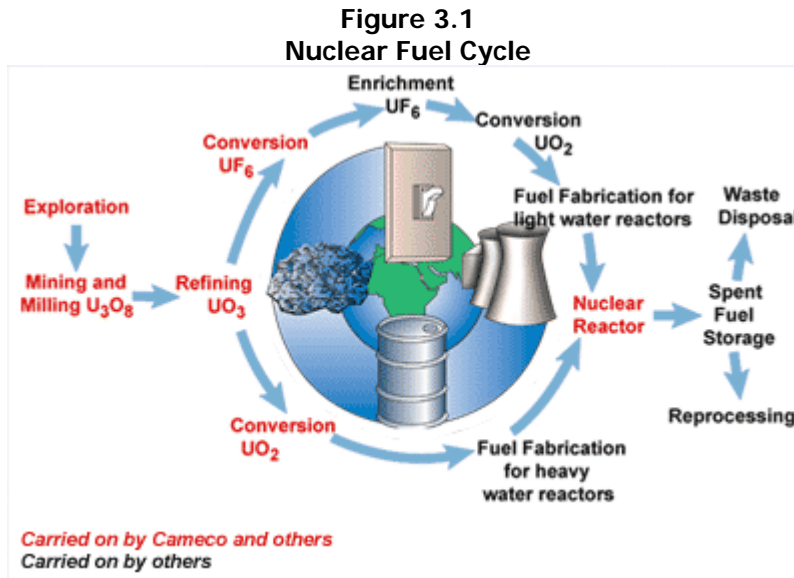 Figure 3.1
Nuclear Fuel Cycle
Enrichment
UF₆
Conversion
UO₂
Conversion
UF₆
Fuel Fabrication for
light water reactors
Waste
Disposal
Exploration
Mining and
Milling U₃O₈
Refining
UO₃
Nuclear
Reactor
Spent
Fuel
Storage
Reprocessing
Conversion
UO₂
Fuel Fabrication
for heavy
water reactors
Carried on by Cameco and others
Carried on by others